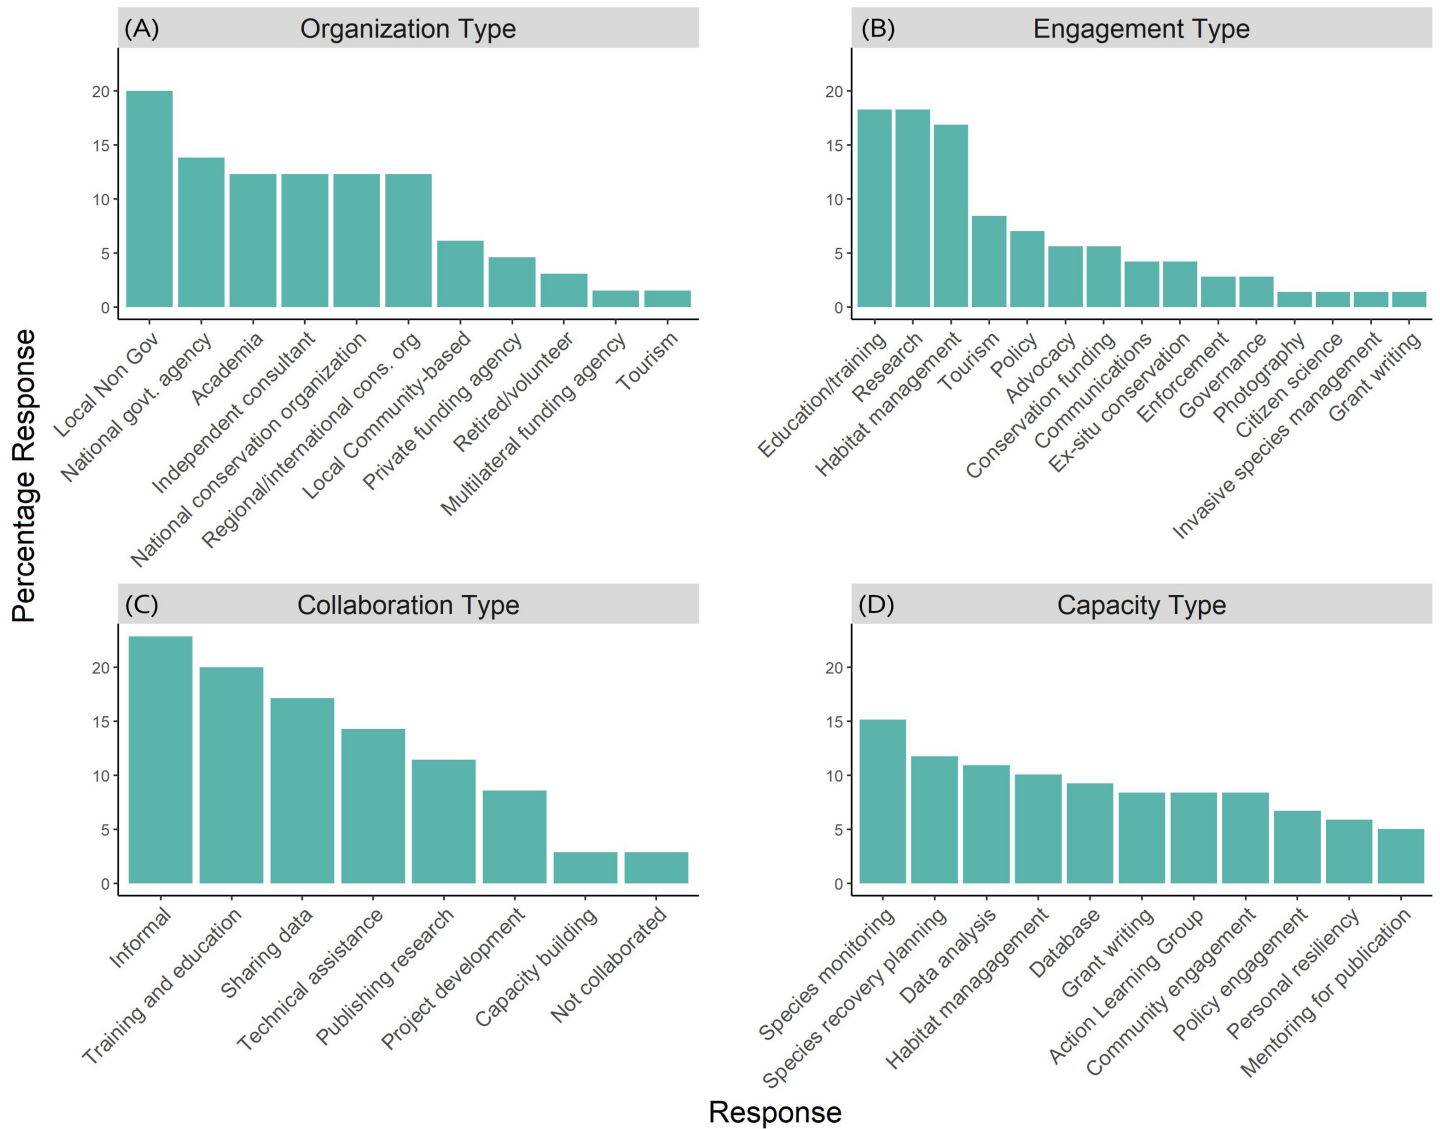 (A) Organization Type
20
15
10
5
0
Local Non Gov
National govt. agency
Academia
Independent consultant
National conservation organization
Regional/international cons. org
Local Community-based
Private funding agency
Retired/volunteer
Multilateral funding agency
Tourism
(B) Engagement Type
20
15
10
5
0
Education/training
Research
Habitat management
Tourism
Policy
Advocacy
Conservation funding
Communications
Ex-situ conservation
Enforcement
Governance
Photography
Citizen science
Invasive species management
Grant writing
Percentage Response
(C) Collaboration Type
20
15
10
5
0
Informal
Training and education
Sharing data
Technical assistance
Publishing research
Project development
Capacity building
Not collaborated
(D) Capacity Type
20
15
10
5
0
Species monitoring
Species recovery planning
Data analysis
Habitat managagement
Database
Grant writing
Action Learning Group
Community engagement
Policy engagement
Personal resiliency
Mentoring for publication
Response